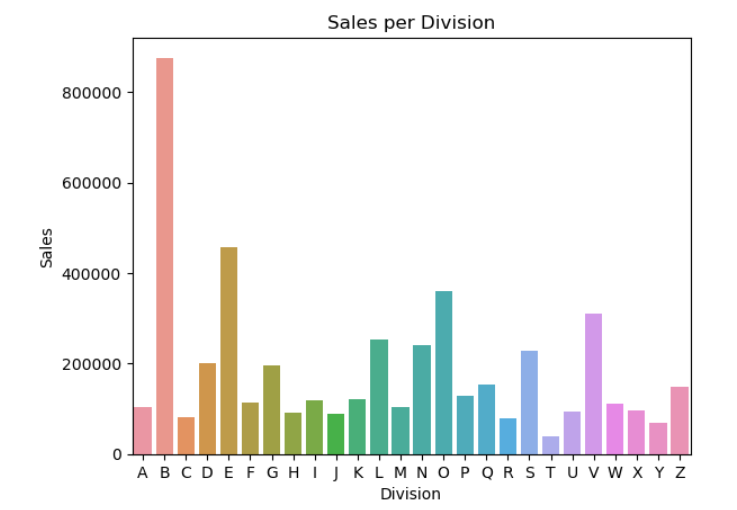 Sales per Division
800000
600000
400000
200000
0
Sales
A B C D E F G H I J K L M N O P Q R S T U V W X Y Z
Division